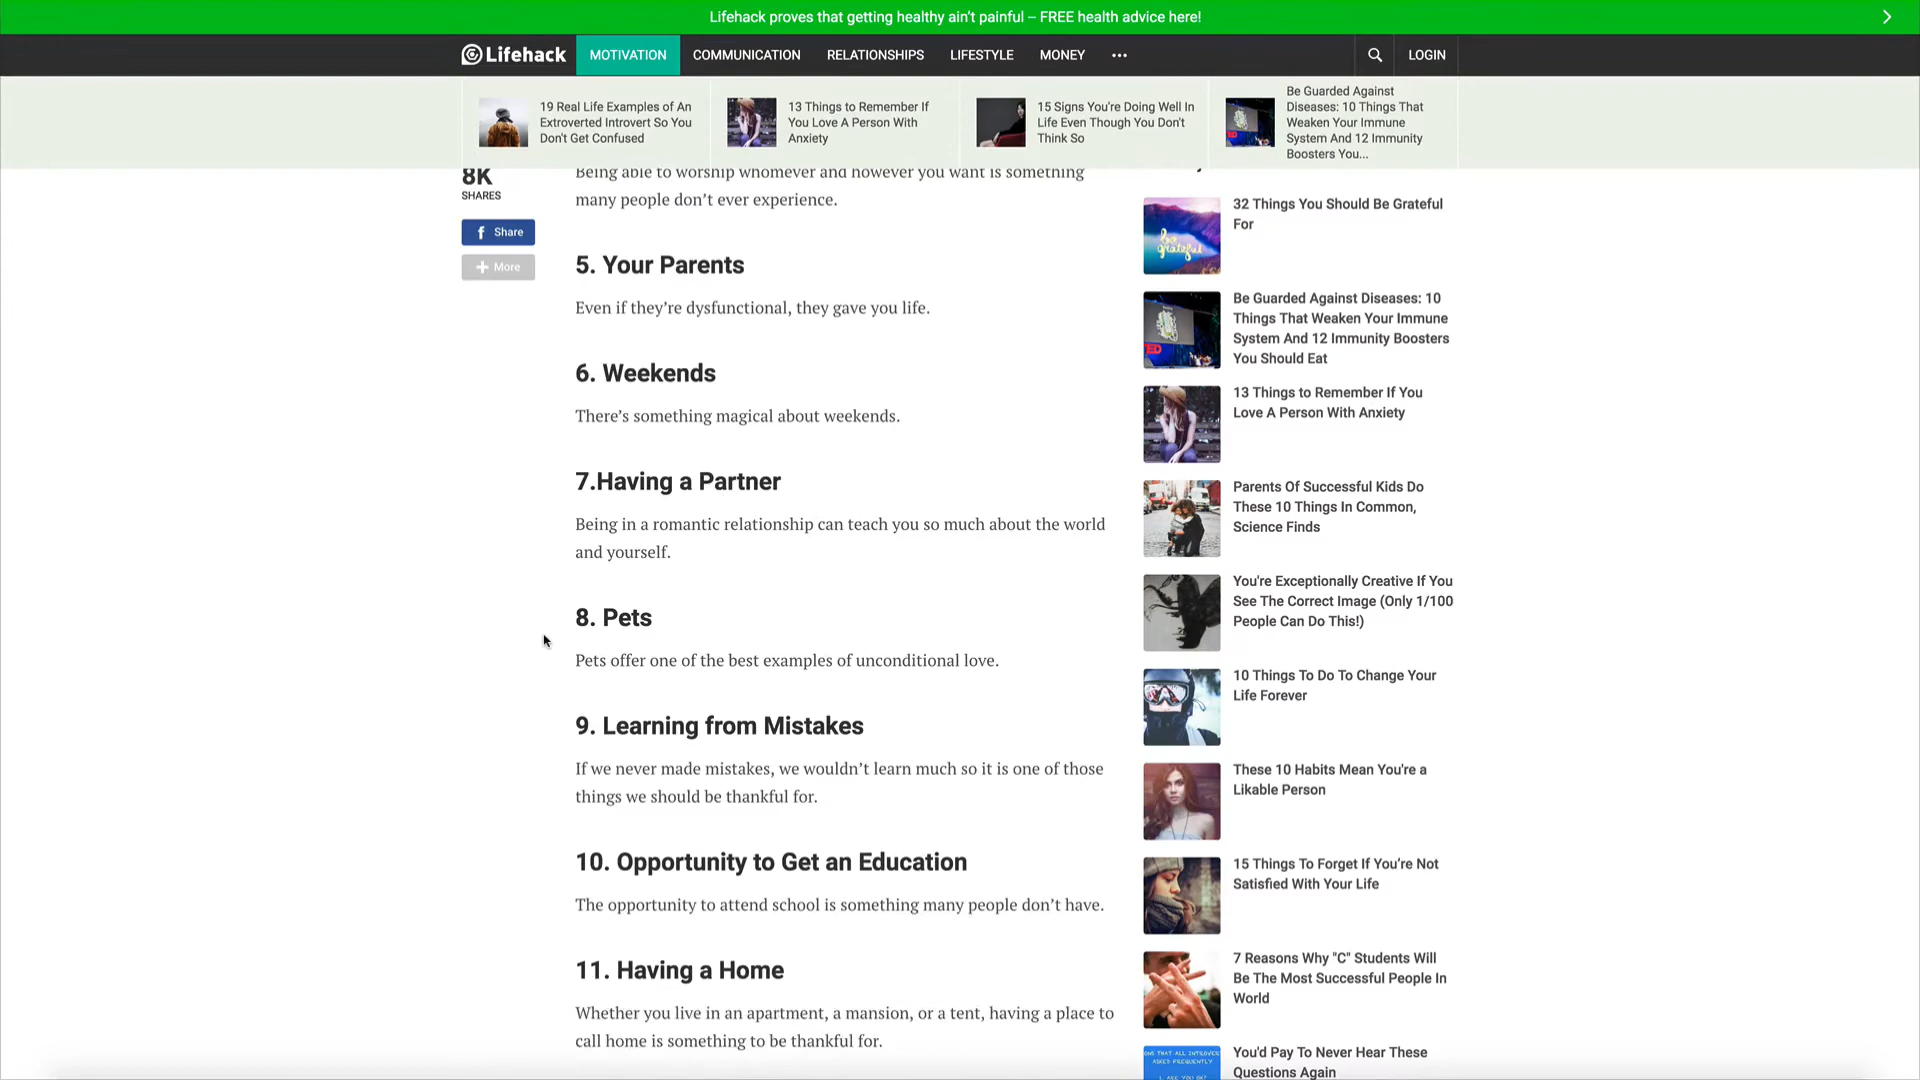 Lifehack proves that getting healthy ain’t painful – FREE health advice here!
Lifehack
MOTIVATION
COMMUNICATION
RELATIONSHIPS
LIFESTYLE
MONEY
LOGIN
19 Real Life Examples of An
Extroverted Introvert So You
Don't Get Confused
13 Things to Remember If
You Love A Person With
Anxiety
15 Signs You're Doing Well In
Life Even Though You Don't
Think So
Be Guarded Against
Diseases: 10 Things That
Weaken Your Immune
System And 12 Immunity
Boosters You...
8K
SHARES
Share
More
Being able to worship whomever and however you want is something
many people don’t ever experience.
5. Your Parents
Even if they’re dysfunctional, they gave you life.
6. Weekends
There’s something magical about weekends.
7.Having a Partner
Being in a romantic relationship can teach you so much about the world
and yourself.
8. Pets
Pets offer one of the best examples of unconditional love.
9. Learning from Mistakes
If we never made mistakes, we wouldn’t learn much so it is one of those
things we should be thankful for.
10. Opportunity to Get an Education
The opportunity to attend school is something many people don’t have.
11. Having a Home
Whether you live in an apartment, a mansion, or a tent, having a place to
call home is something to be thankful for.
32 Things You Should Be Grateful
For
be
grateful
Be Guarded Against Diseases: 10
Things That Weaken Your Immune
System And 12 Immunity Boosters
You Should Eat
13 Things to Remember If You
Love A Person With Anxiety
Parents Of Successful Kids Do
These 10 Things In Common,
Science Finds
You're Exceptionally Creative If You
See The Correct Image (Only 1/100
People Can Do This!)
10 Things To Do To Change Your
Life Forever
These 10 Habits Mean You're a
Likable Person
15 Things To Forget If You’re Not
Satisfied With Your Life
7 Reasons Why "C" Students Will
Be The Most Successful People In
World
You'd Pay To Never Hear These
Questions Again